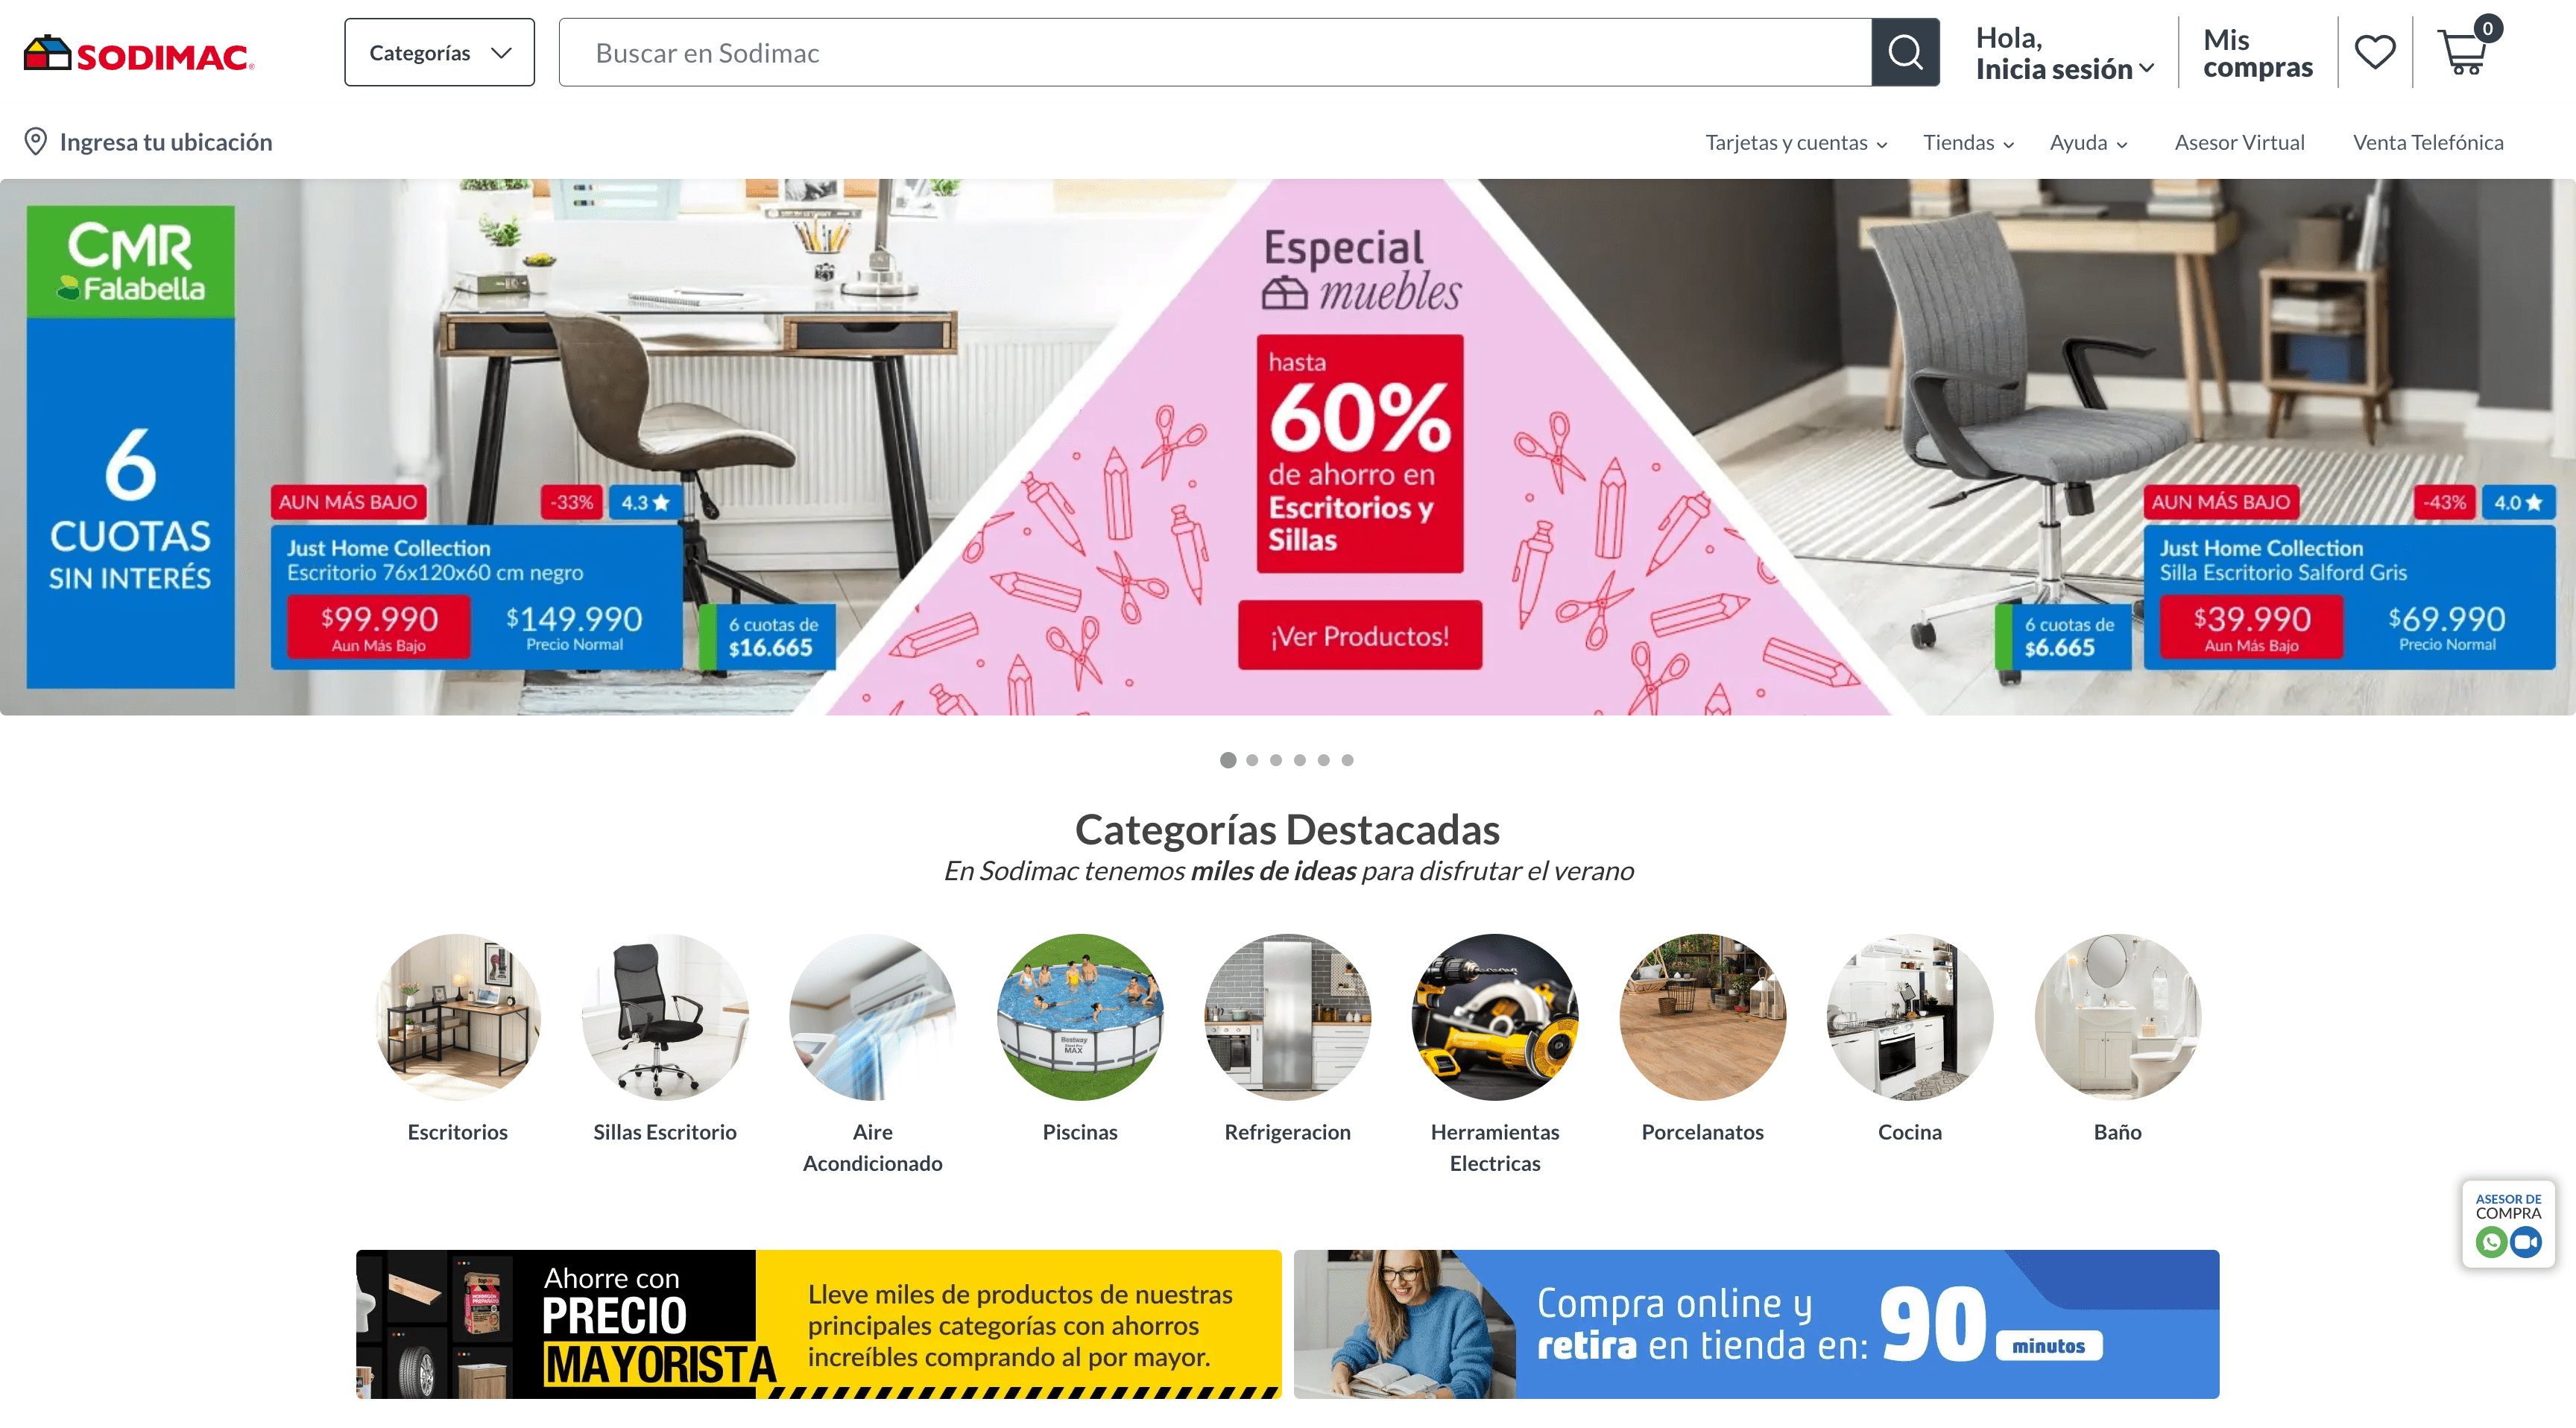 SODIMAC
Categorías
Buscar en Sodimac
Hola,
Inicia sesión
Mis
compras
0
Ingresa tu ubicación
Tarjetas y cuentas
Tiendas
Ayuda
Asesor Virtual
Venta Telefónica
CMR
Falabella
6
CUOTAS
SIN INTERÉS
AUN MÁS BAJO
-33%
4.3
Just Home Collection
Escritorio 76x120x60 cm negro
$99.990
Aun Más Bajo
$149.990
Precio Normal
6 cuotas de
$16.665
Especial
muebles
hasta
60%
de ahorro en
Escritorios y
Sillas
¡Ver Productos!
AUN MÁS BAJO
-43%
4.0
Just Home Collection
Silla Escritorio Salford Gris
$39.990
Aun Más Bajo
$69.990
Precio Normal
6 cuotas de
$6.665
Categorías Destacadas
En Sodimac tenemos miles de ideas para disfrutar el verano
Bestway
MAX
Escritorios
Sillas Escritorio
Aire
Acondicionado
Piscinas
Refrigeracion
Herramientas
Electricas
Porcelanatos
Cocina
Baño
ASESOR DE
COMPRA
Ahorre con
PRECIO
MAYORISTA
Lleve miles de productos de nuestras
principales categorías con ahorros
increíbles comprando al por mayor.
Compra online y
retira en tienda en:
90
minutos